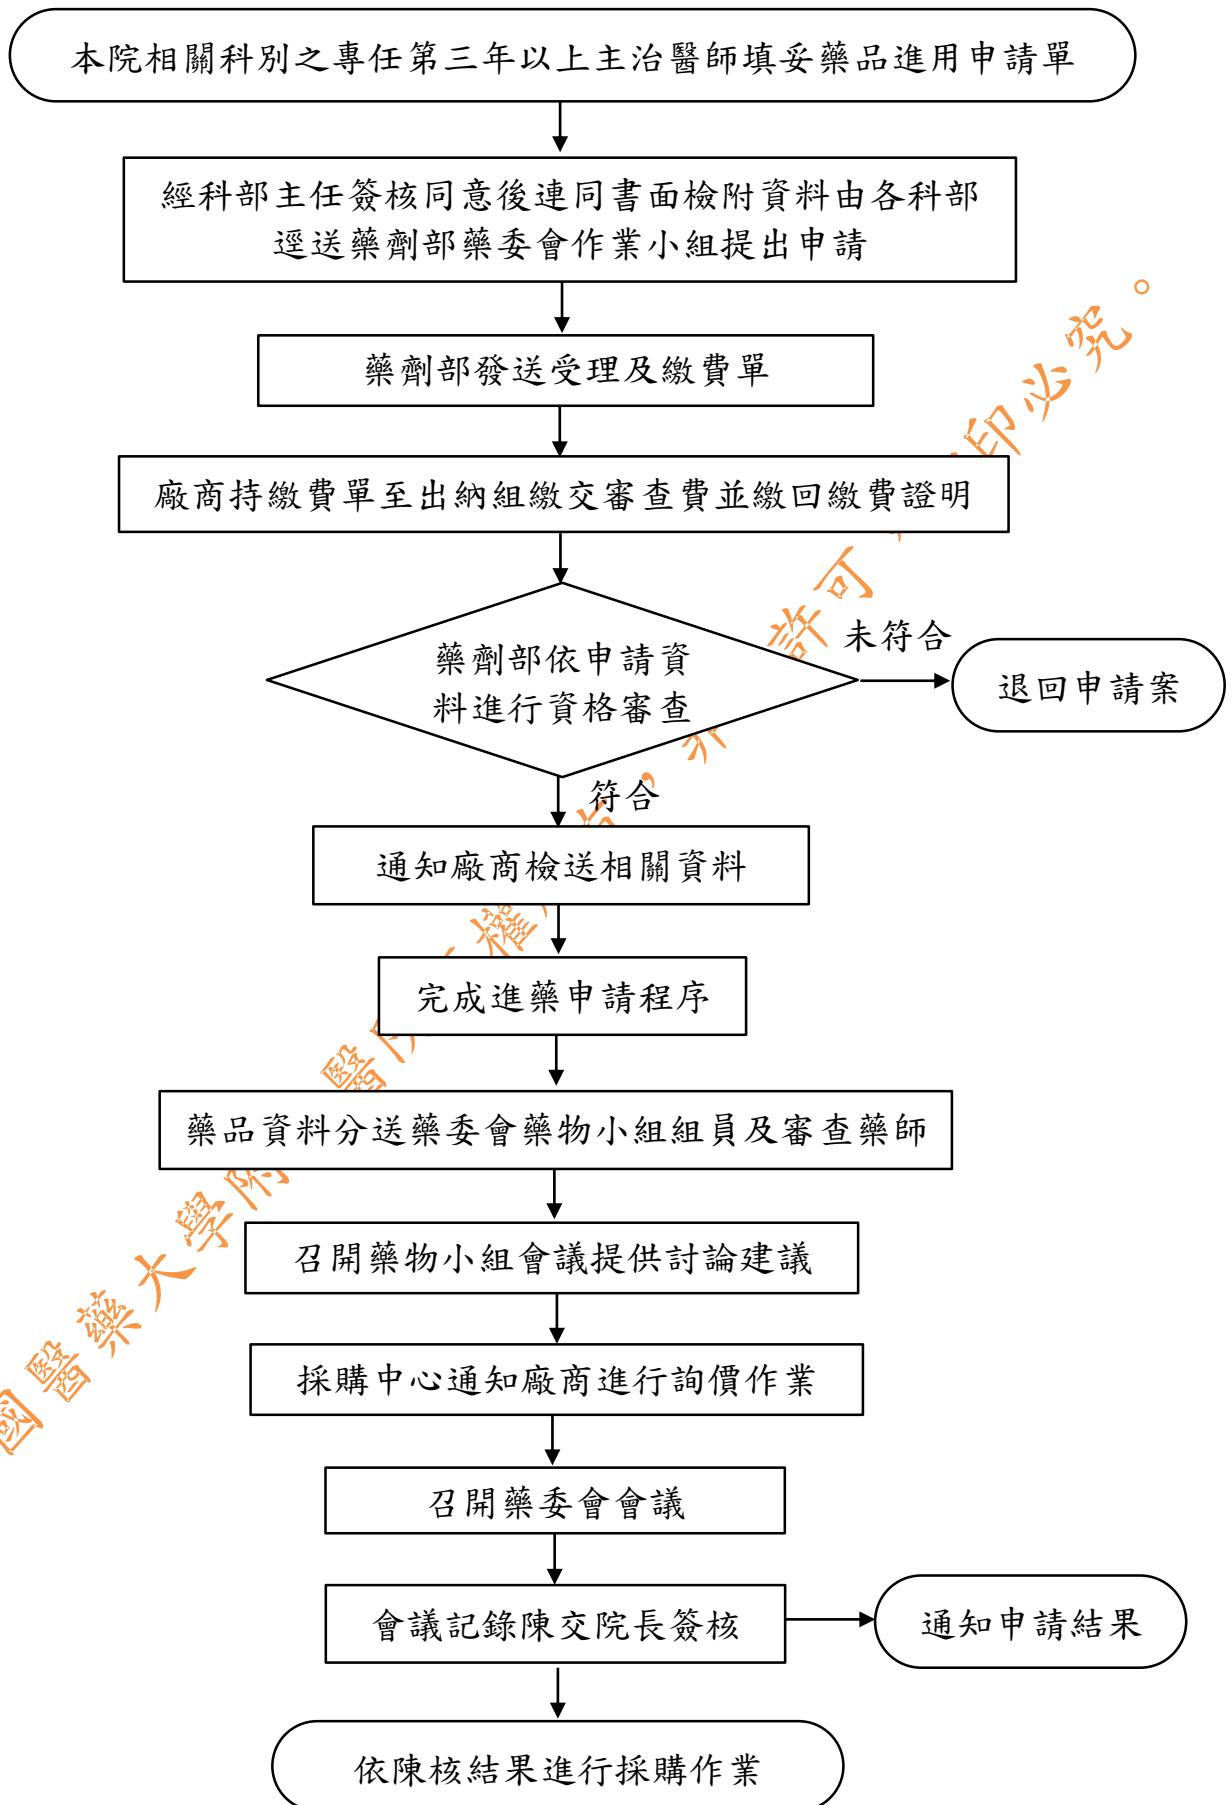 本院相關科別之專任第三年以上主治醫師填妥藥品進用申請單
經科部主任簽核同意後連同書面檢附資料由各科部
逕送藥劑部藥委會作業小組提出申請
藥劑部發送受理及繳費單
廠商持繳費單至出納組繳交審查費並繳回繳費證明
藥劑部依申請資
料進行資格審查
未符合
退回申請案
符合
通知廠商檢送相關資料
完成進藥申請程序
藥品資料分送藥委會藥物小組組員及審查藥師
召開藥物小組會議提供討論建議
採購中心通知廠商進行詢價作業
召開藥委會會議
會議記錄陳交院長簽核
通知申請結果
依陳核結果進行採購作業
國醫藥大學附醫院權,非許可印必究。